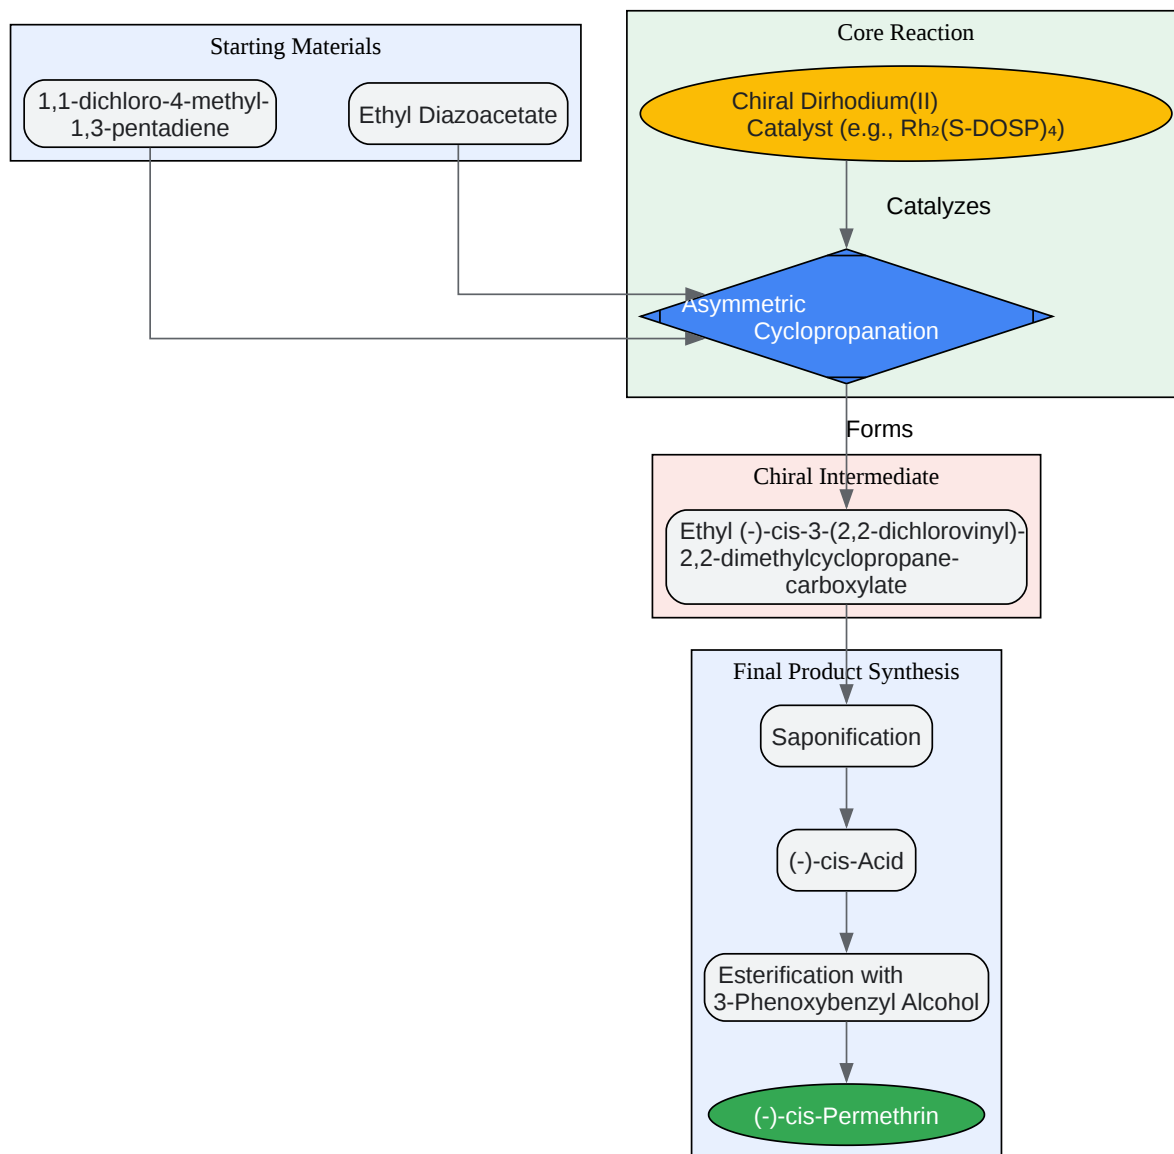 Starting Materials
1,1-dichloro-4-methyl-
1,3-pentadiene
Ethyl Diazoacetate
Core Reaction
Chiral Dirhodium(II)
Catalyst (e.g., Rh₂(S-DOSP)₄)
Catalyzes
Asymmetric
Cyclopropanation
Forms
Chiral Intermediate
Ethyl (-)-cis-3-(2,2-dichlorovinyl)-
2,2-dimethylcyclopropane-
carboxylate
Final Product Synthesis
Saponification
(-)-cis-Acid
Esterification with
3-Phenoxybenzyl Alcohol
(-)-cis-Permethrin